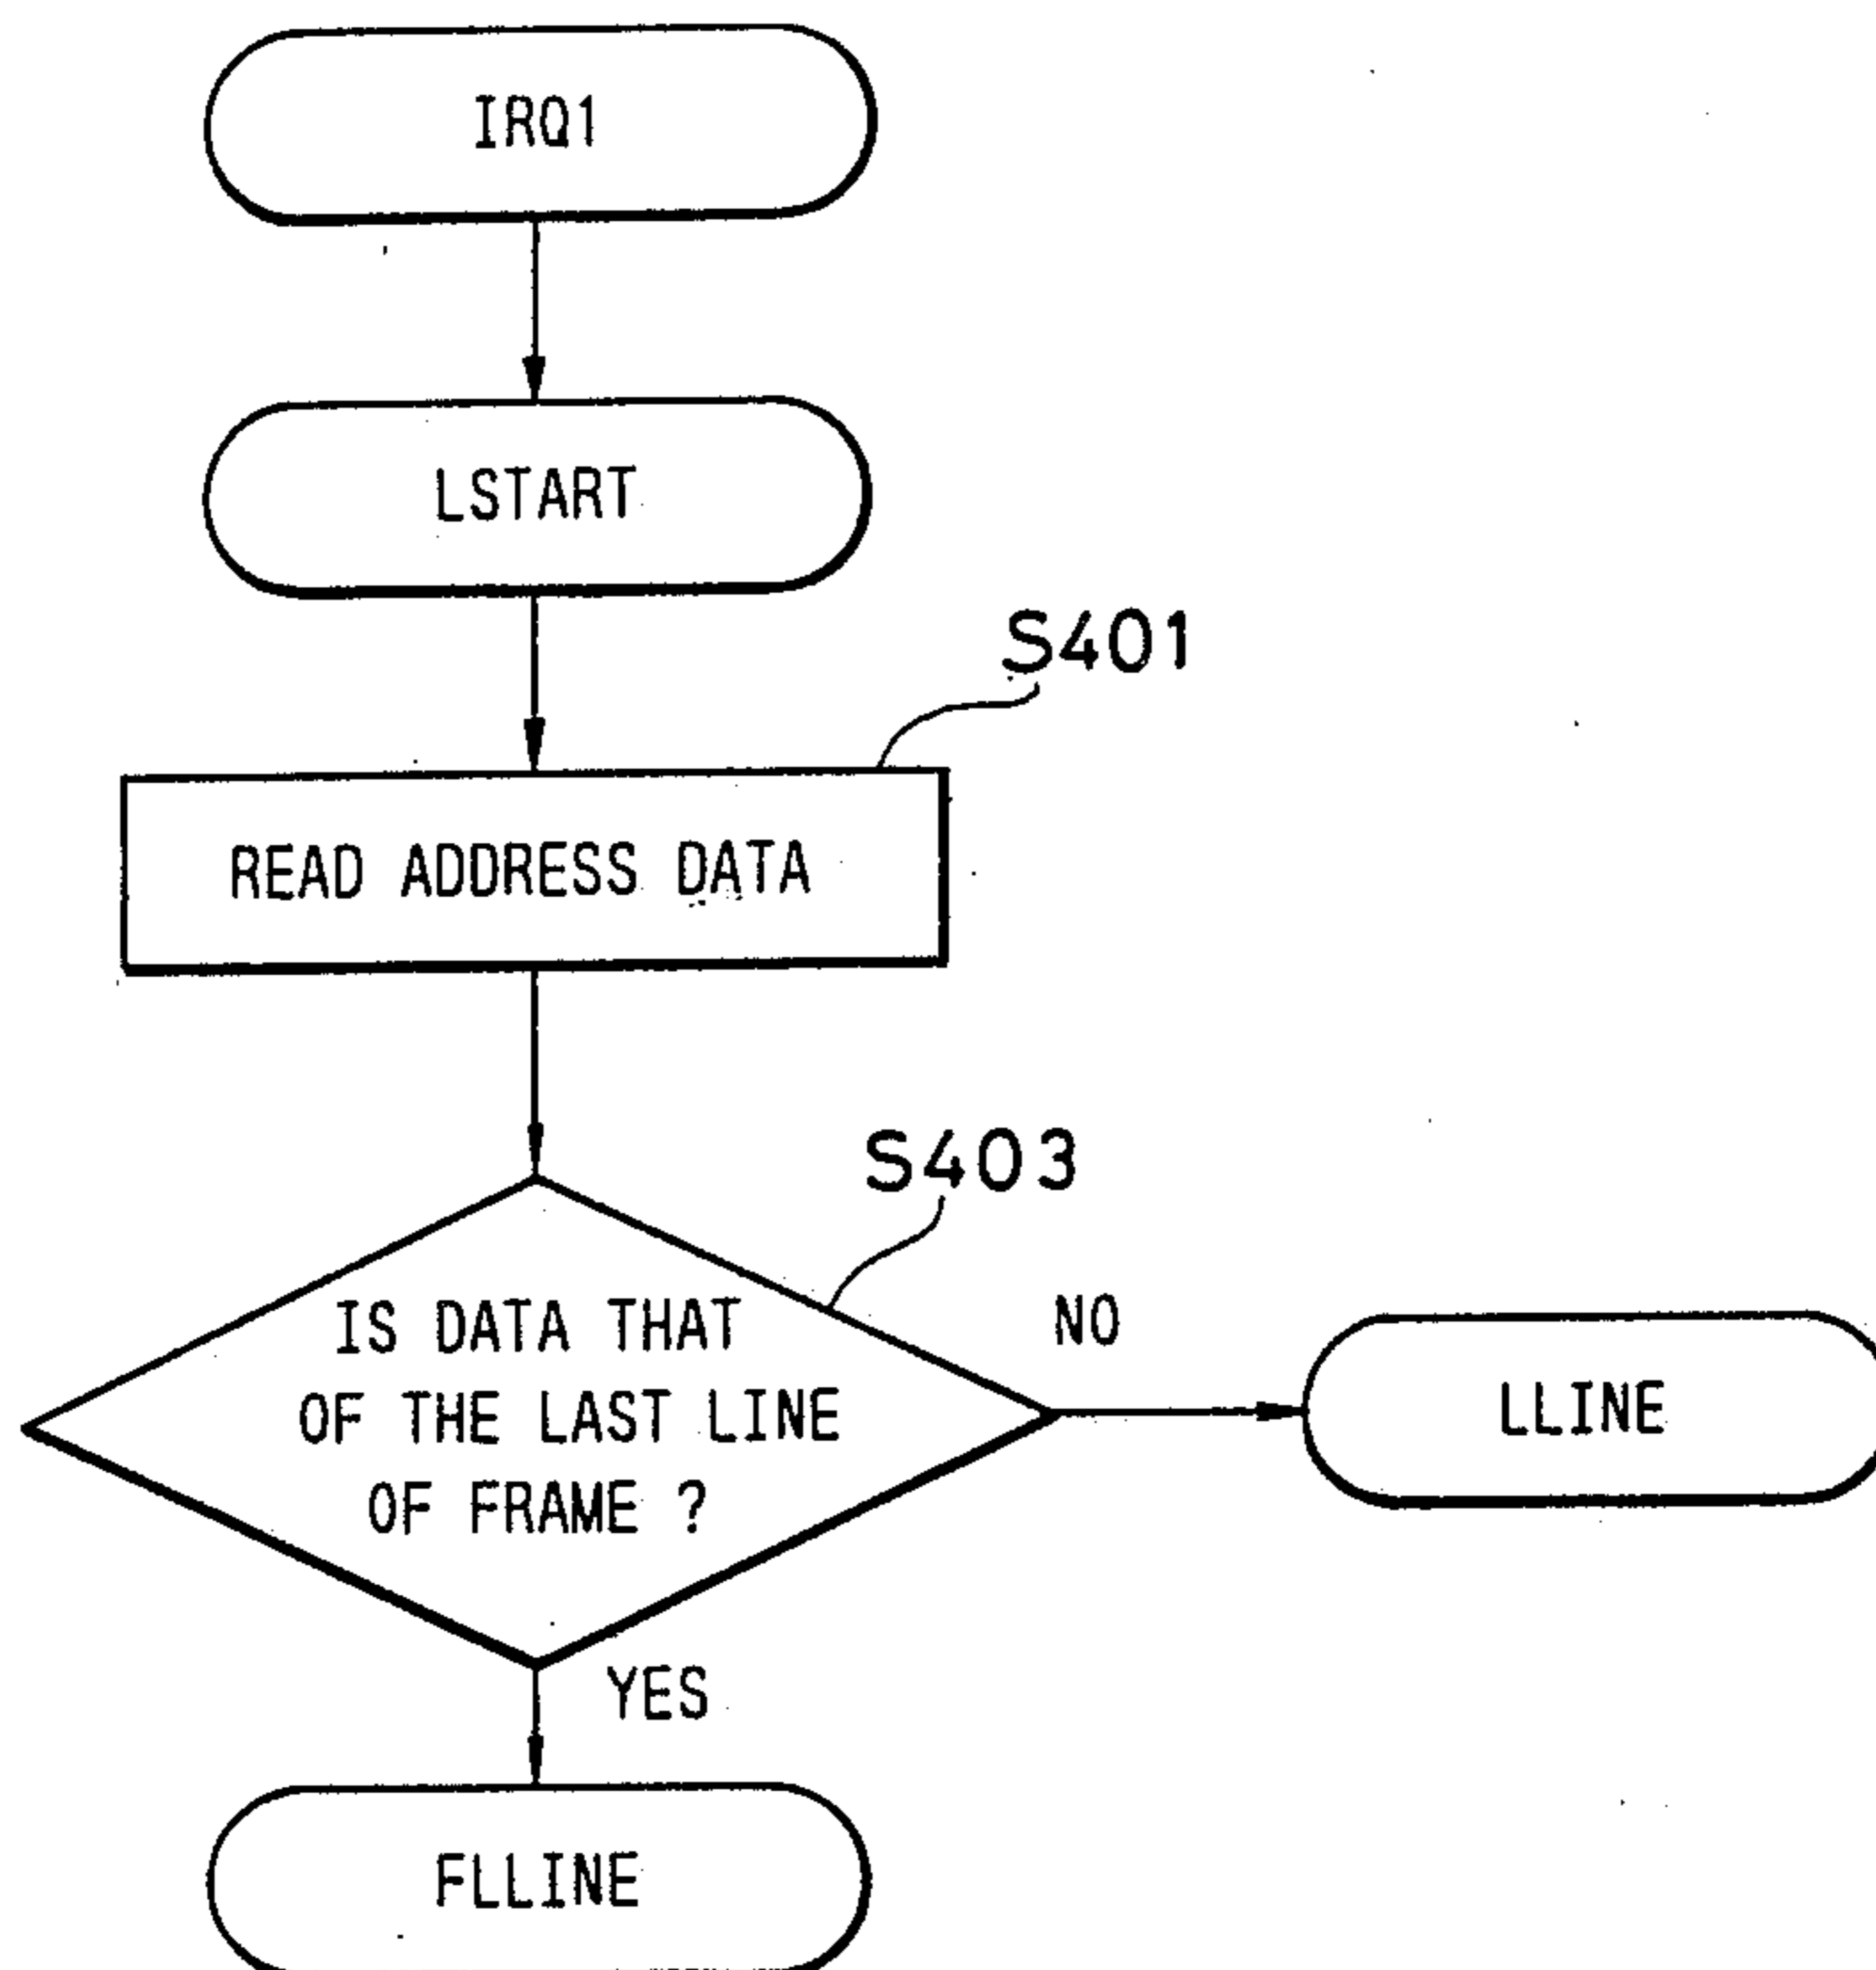 IRQ1
LSTART
S401
READ ADDRESS DATA
S403
IS DATA THAT
OF THE LAST LINE
OF FRAME ?
NO
LLINE
YES
FLLINE